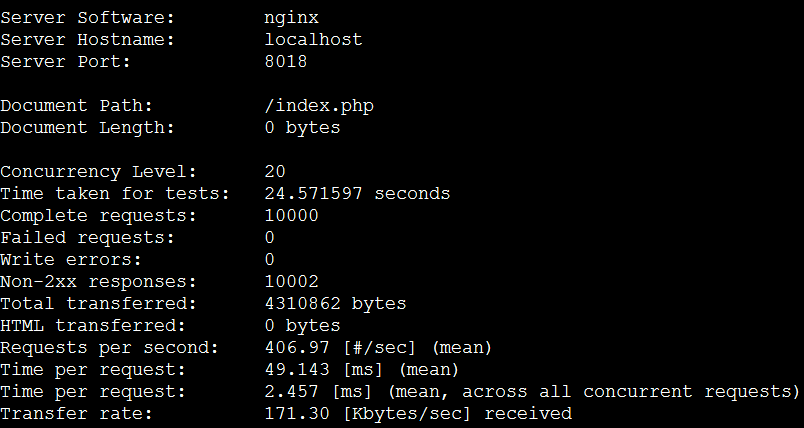 Server Software:        nginx
Server Hostname:        localhost
Server Port:            8018
Document Path:          /index.php
Document Length:        0 bytes
Concurrency Level:      20
Time taken for tests:   24.571597 seconds
Complete requests:      10000
Failed requests:        0
Write errors:           0
Non-2xx responses:      10002
Total transferred:      4310862 bytes
HTML transferred:       0 bytes
Requests per second:    406.97 [#/sec] (mean)
Time per request:       49.143 [ms] (mean)
Time per request:       2.457 [ms] (mean, across all concurrent requests)
Transfer rate:          171.30 [Kbytes/sec] received